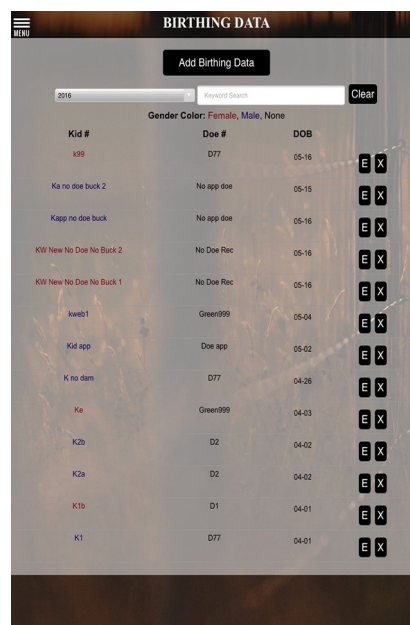 BIRTHING DATA
MENU
Add Birthing Data
2016 Keyword Search Clear
Gender Color: Female, Male, None
Kid # Doe # DOB
k99 D77 05-16 E X
Ka no doe buck 2 No app doe 05-15 E X
Kapp no doe buck No app doe 05-16 E X
KW New No Doe No Buck 2 No Doe Rec 05-16 E X
KW New No Doe No Buck 1 No Doe Rec 05-16 E X
kweb1 Green999 05-04 E X
Kid app Doe app 05-02 E X
K no dam D77 04-26 E X
Ke Green999 04-03 E X
K2b D2 04-02 E X
K2a D2 04-02 E X
K1b D1 04-01 E X
K1 D77 04-01 E X